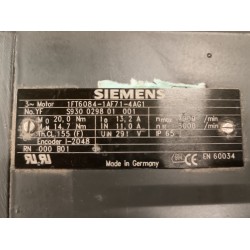 SIEMENS
3~ Motor 1FT6084-1AF71-4AG1
No. YF S930 0298 01 001
M0 20,0 Nm I0 13,2 A
MN 14,7 Nm IN 11,0 A
Th.CL 155 (F) UIN 291 V IP 65
Encoder I-2048
RN 000 B01
Made in Germany
EN 60034